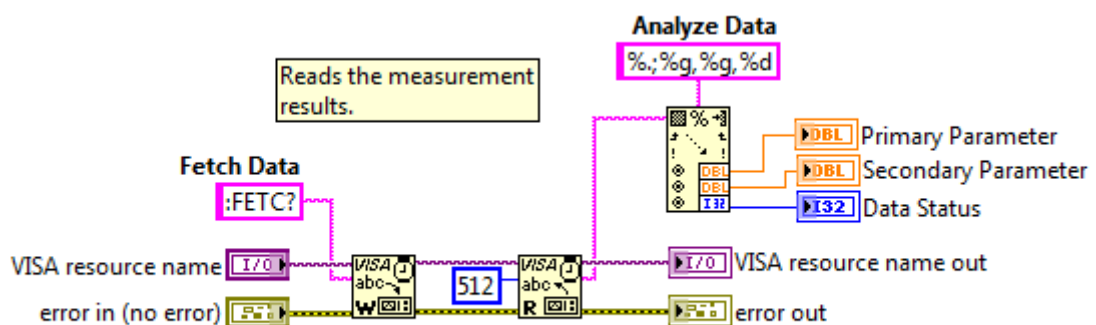 Analyze Data
%.;%g,%g,%d
Reads the measurement
results.
% 
DBL
DBL
I32
DBL Primary Parameter
DBL Secondary Parameter
I32 Data Status
Fetch Data
:FETC?
VISA resource name I/O
VISA
abc
W
512
VISA
abc
R
I/O VISA resource name out
error in (no error)
error out